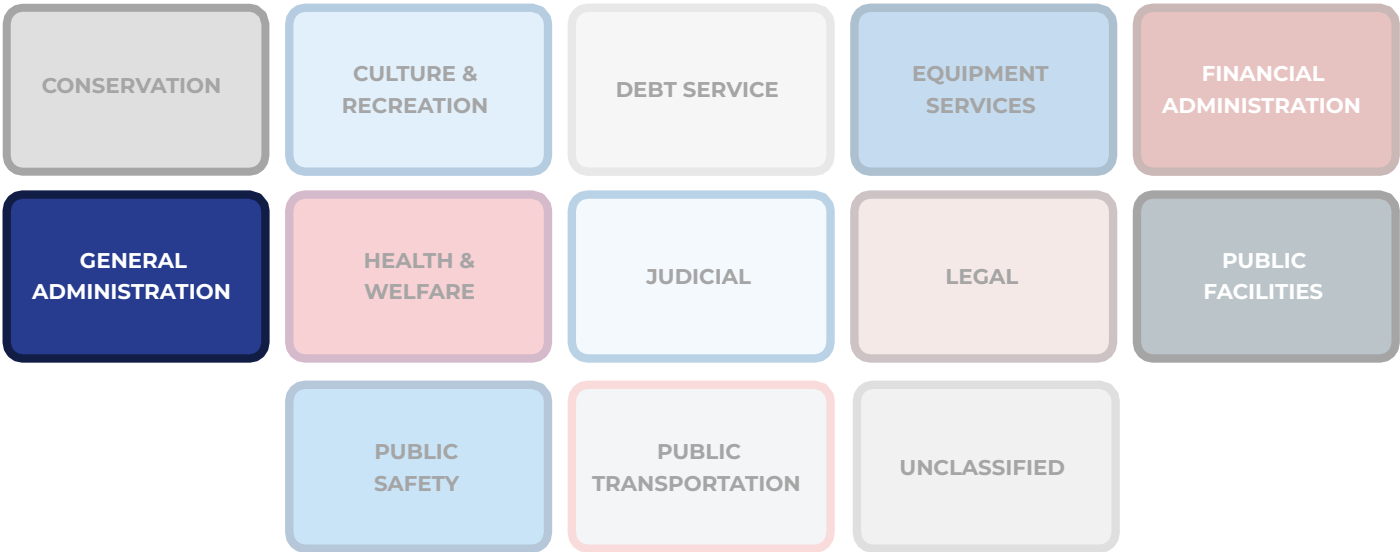 CONSERVATION
CULTURE &
RECREATION
DEBT SERVICE
EQUIPMENT
SERVICES
FINANCIAL
ADMINISTRATION
GENERAL
ADMINISTRATION
HEALTH &
WELFARE
JUDICIAL
LEGAL
PUBLIC
FACILITIES
PUBLIC
SAFETY
PUBLIC
TRANSPORTATION
UNCLASSIFIED